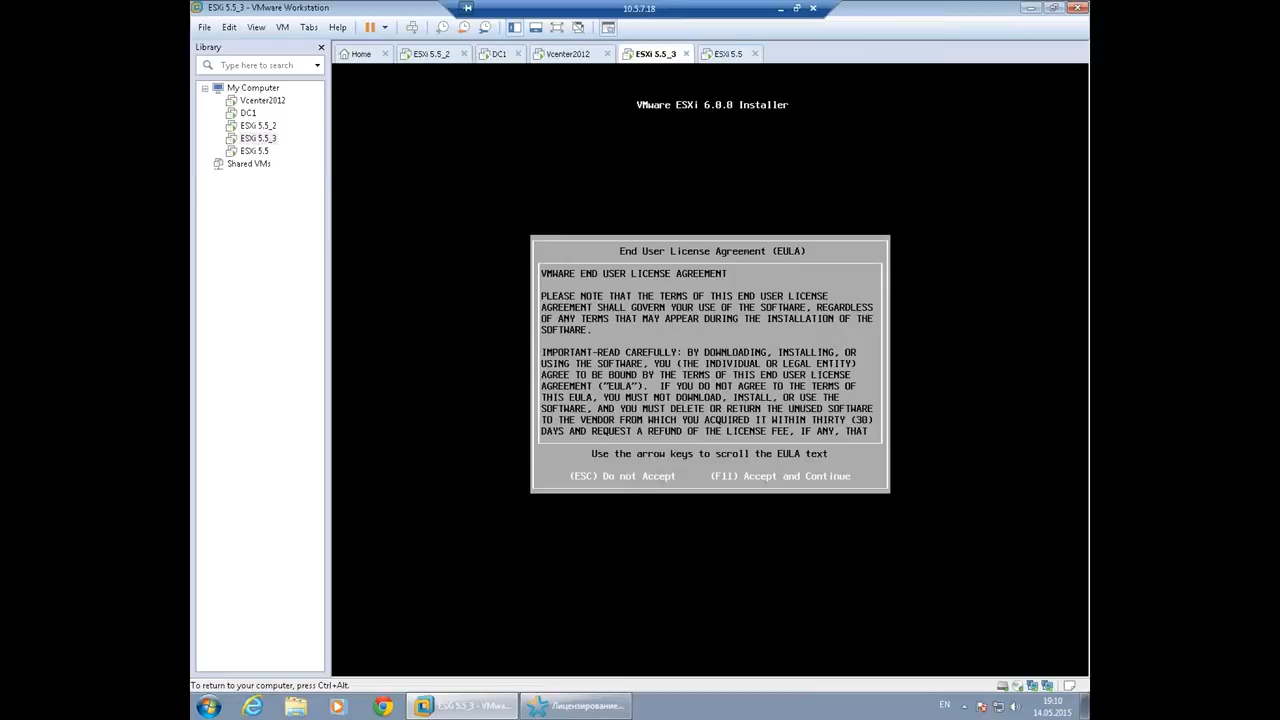 ESXi 5.5_3 - VMware Workstation
10.5.7.18
File Edit View VM Tabs Help
Library
Type here to search
My Computer
Vcenter2012
DC1
ESXi 5.5_2
ESXi 5.5_3
ESXi 5.5
Shared VMs
Home ESXi 5.5_2 DC1 Vcenter2012 ESXi 5.5_3 ESXi 5.5
VMware ESXi 6.0.0 Installer
End User License Agreement (EULA)
VMWARE END USER LICENSE AGREEMENT
PLEASE NOTE THAT THE TERMS OF THIS END USER LICENSE
AGREEMENT SHALL GOVERN YOUR USE OF THE SOFTWARE, REGARDLESS
OF ANY TERMS THAT MAY APPEAR DURING THE INSTALLATION OF THE
SOFTWARE.
IMPORTANT-READ CAREFULLY: BY DOWNLOADING, INSTALLING, OR
USING THE SOFTWARE, YOU (THE INDIVIDUAL OR LEGAL ENTITY)
AGREE TO BE BOUND BY THE TERMS OF THIS END USER LICENSE
AGREEMENT ("EULA"). IF YOU DO NOT AGREE TO THE TERMS OF
THIS EULA, YOU MUST NOT DOWNLOAD, INSTALL, OR USE THE
SOFTWARE, AND YOU MUST DELETE OR RETURN THE UNUSED SOFTWARE
TO THE VENDOR FROM WHICH YOU ACQUIRED IT WITHIN THIRTY (30)
DAYS AND REQUEST A REFUND OF THE LICENSE FEE, IF ANY, THAT
Use the arrow keys to scroll the EULA text
(ESC) Do not Accept (F11) Accept and Continue
To return to your computer, press Ctrl+Alt.
ESXi 5.5_3 - VMwa...
Лицензирование...
EN
19:10
14.05.2015